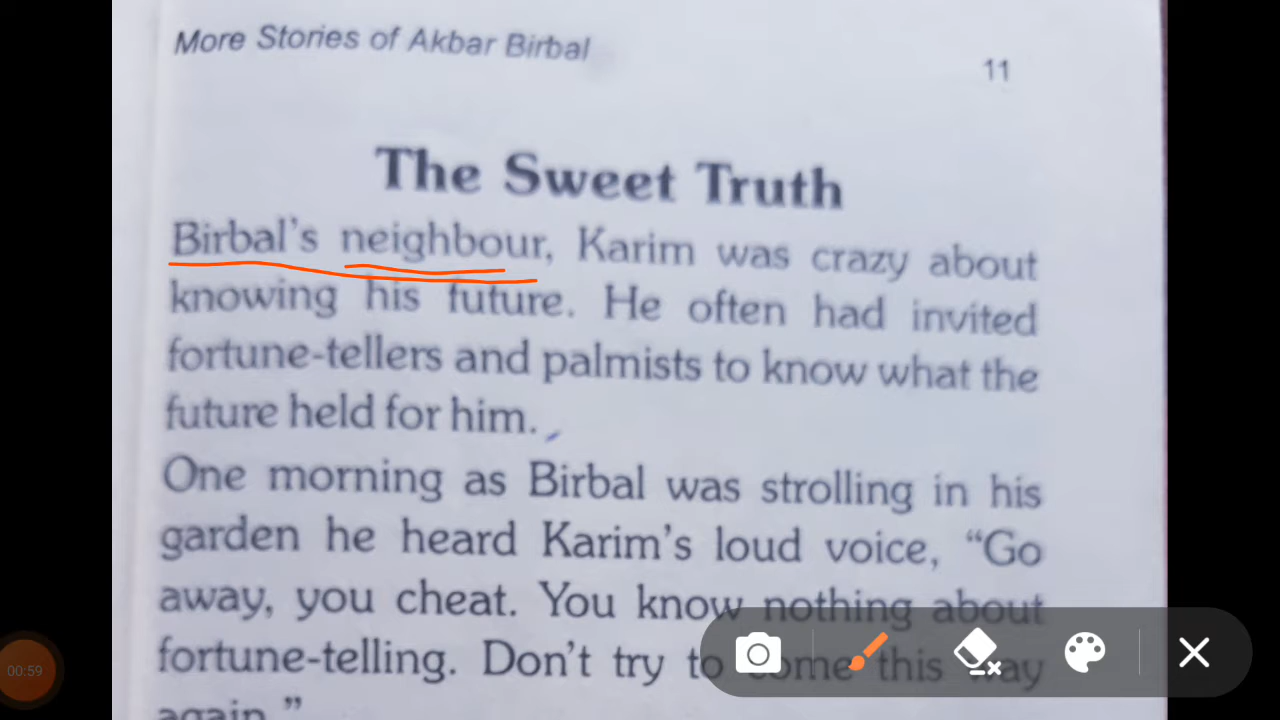 More Stories of Akbar Birbal
11
The Sweet Truth
Birbal's neighbour, Karim was crazy about
knowing his future. He often had invited
fortune-tellers and palmists to know what the
future held for him.
One morning as Birbal was strolling in his
garden he heard Karim's loud voice, “Go
away, you cheat. You know nothing about
fortune-telling. Don't try to come this way
again.”
00:59